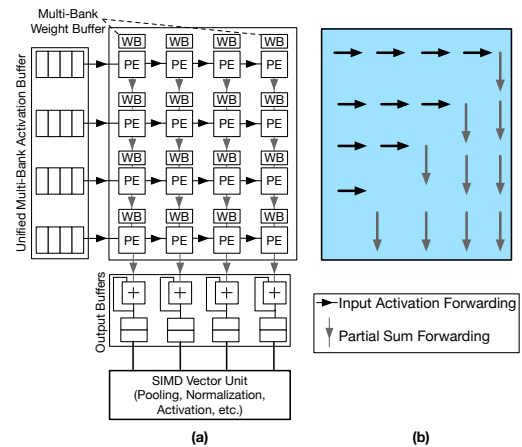 Multi-Bank
Weight Buffer
Unified Multi-Bank Activation Buffer
WB WB WB WB
PE PE PE PE
WB WB WB WB
PE PE PE PE
WB WB WB WB
PE PE PE PE
WB WB WB WB
PE PE PE PE
Output Buffers
+ + + +
SIMD Vector Unit
(Pooling, Normalization,
Activation, etc.)
(a)
Input Activation Forwarding
Partial Sum Forwarding
(b)